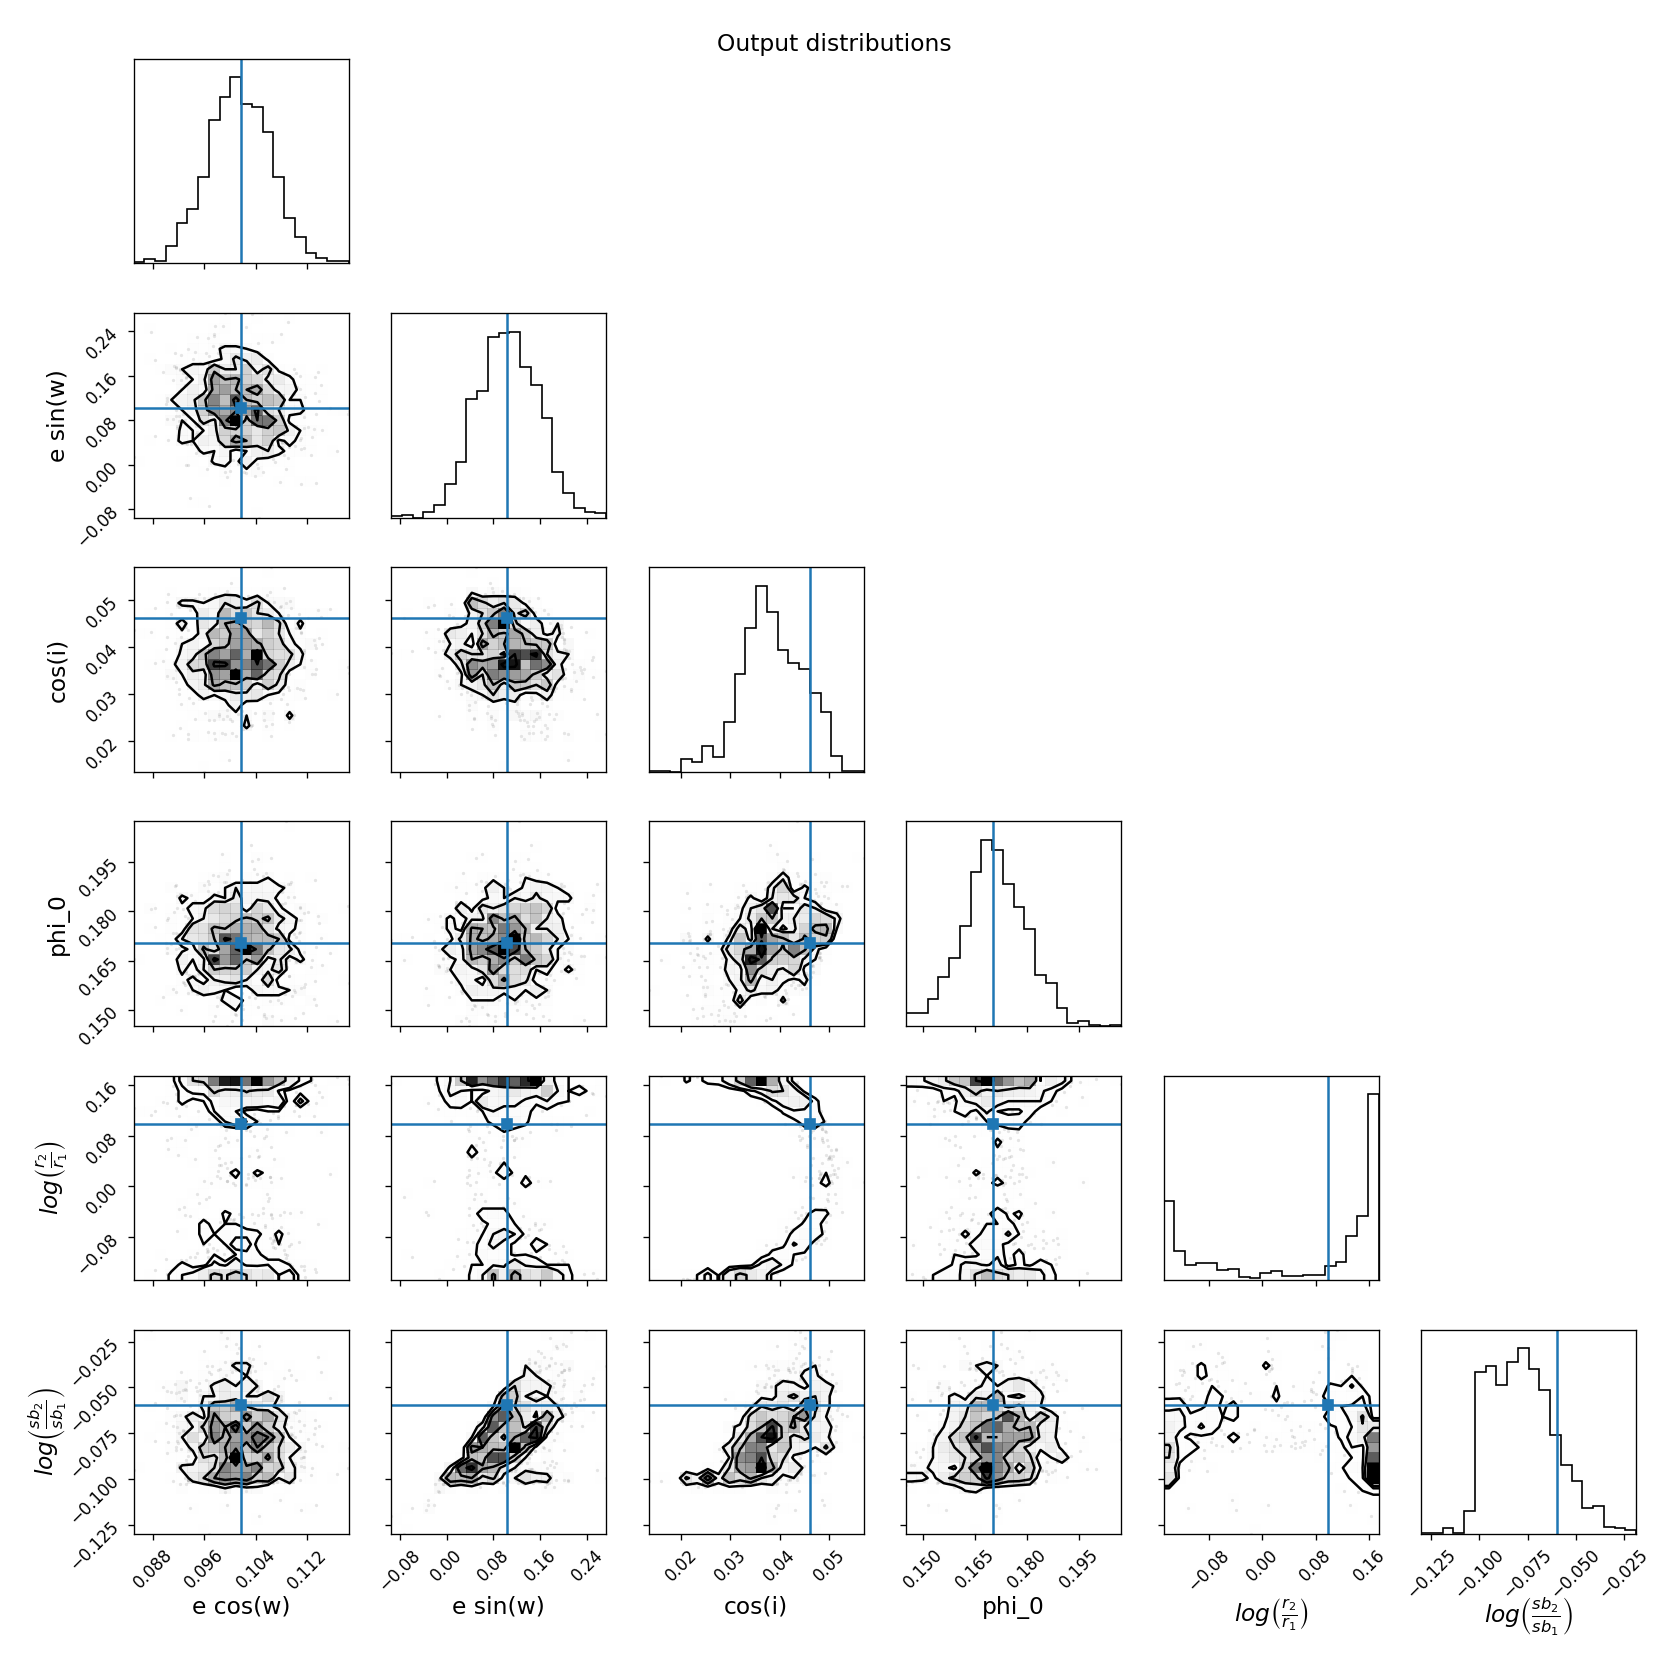 Output distributions
e sin(w)
0.24
0.16
0.08
0.00
−0.08
cos(i)
0.05
0.04
0.03
0.02
phi_0
0.195
0.180
0.165
0.150
log(r₂/r₁)
0.16
0.08
0.00
−0.08
log(sb₂/sb₁)
−0.025
−0.050
−0.075
−0.100
−0.125
0.088 0.096 0.104 0.112
−0.08 0.00 0.08 0.16 0.24
0.02 0.03 0.04 0.05
0.150 0.165 0.180 0.195
−0.08 0.00 0.08 0.16
−0.125 −0.100 −0.075 −0.050 −0.025
e cos(w)
e sin(w)
cos(i)
phi_0
log(r₂/r₁)
log(sb₂/sb₁)